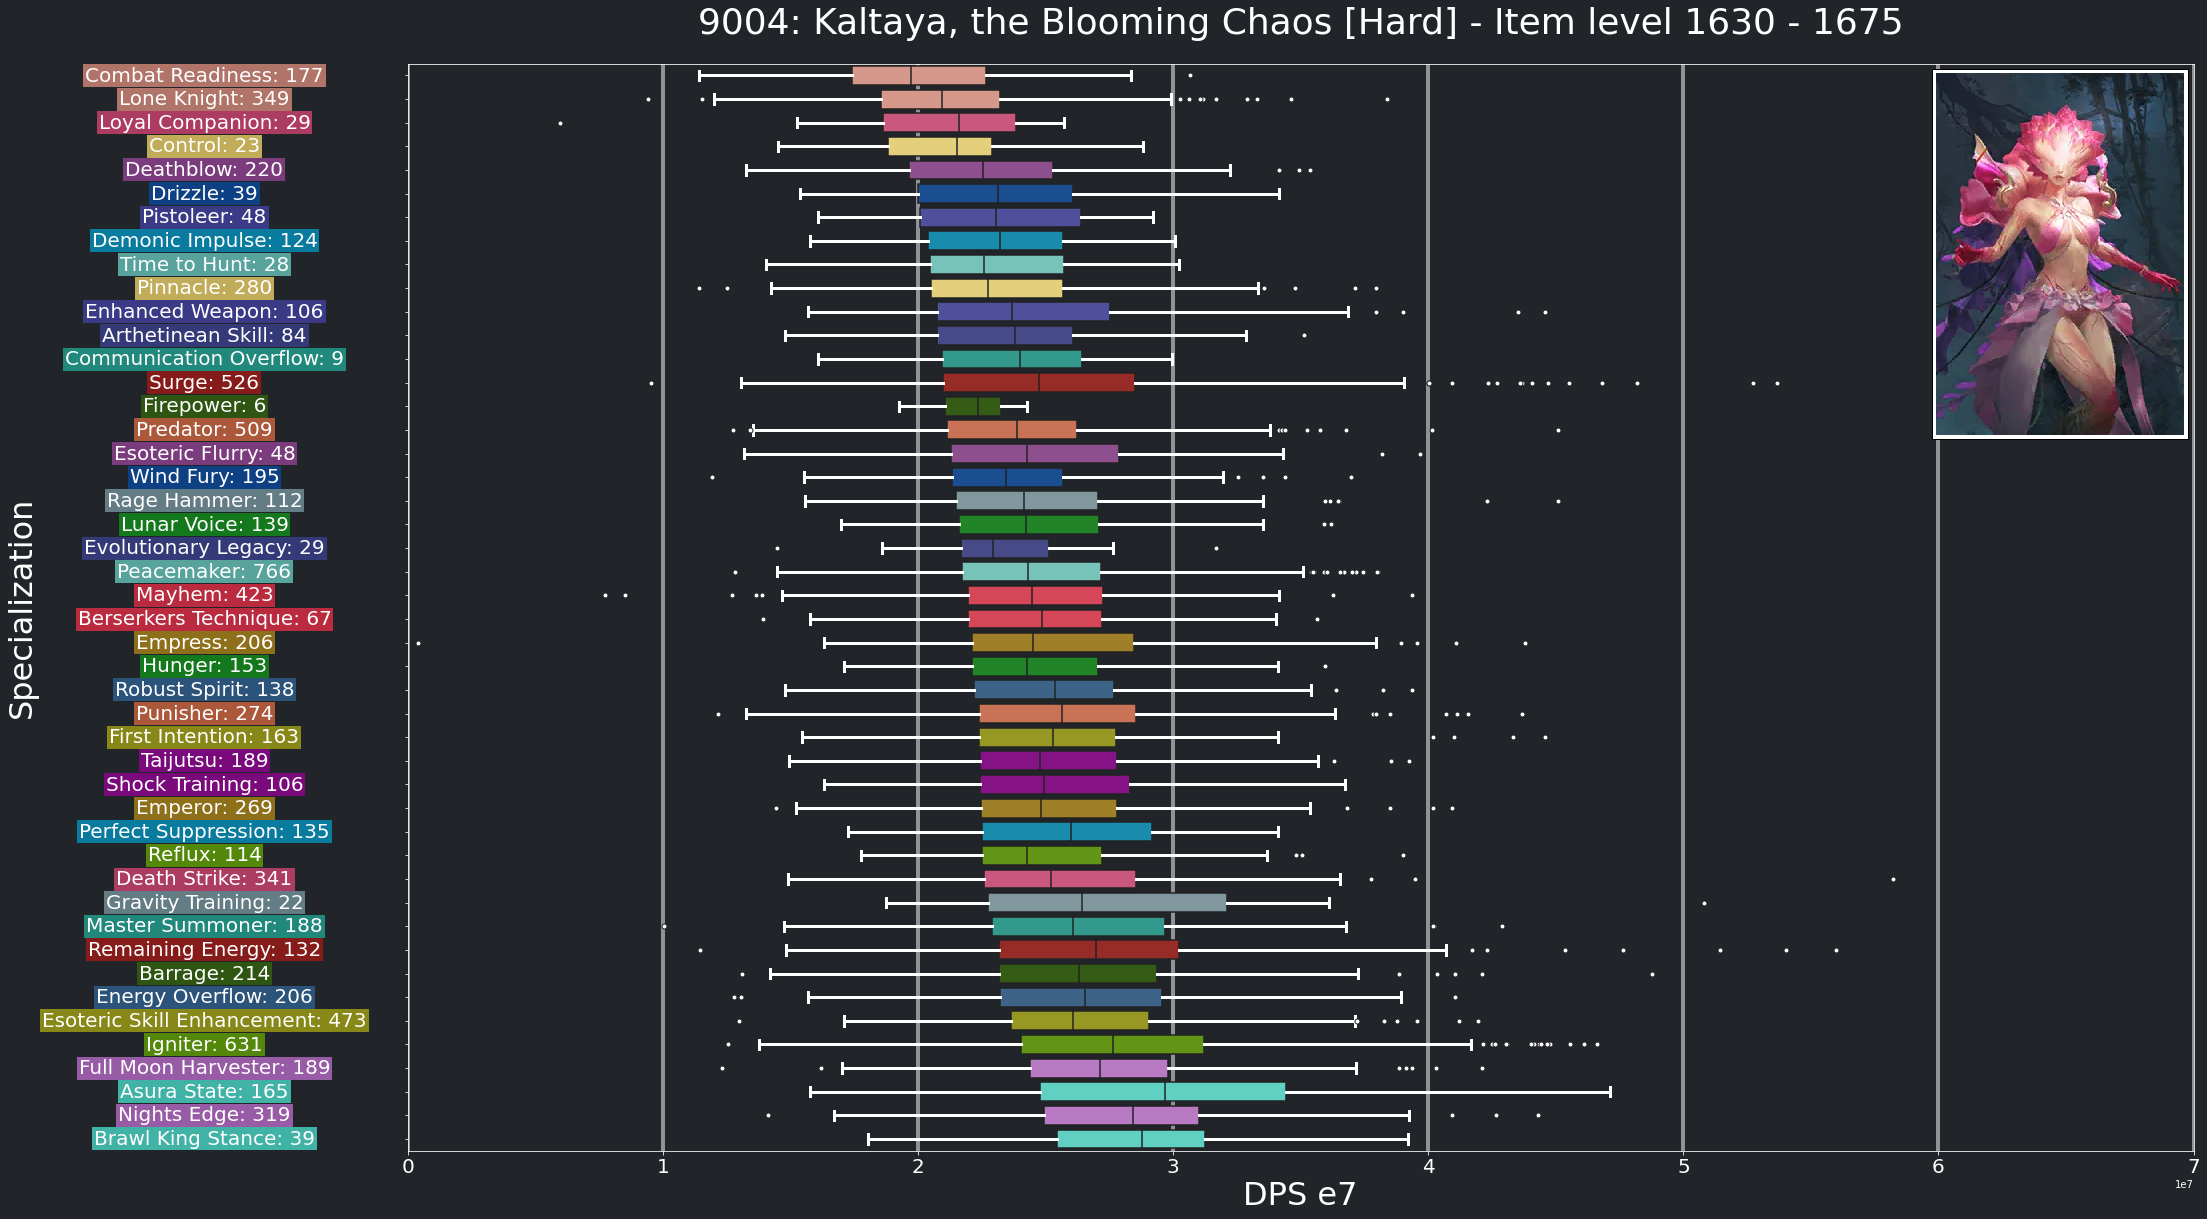 9004: Kaltaya, the Blooming Chaos [Hard] - Item level 1630 - 1675
Specialization
Combat Readiness: 177
Lone Knight: 349
Loyal Companion: 29
Control: 23
Deathblow: 220
Drizzle: 39
Pistoleer: 48
Demonic Impulse: 124
Time to Hunt: 28
Pinnacle: 280
Enhanced Weapon: 106
Arthetinean Skill: 84
Communication Overflow: 9
Surge: 526
Firepower: 6
Predator: 509
Esoteric Flurry: 48
Wind Fury: 195
Rage Hammer: 112
Lunar Voice: 139
Evolutionary Legacy: 29
Peacemaker: 766
Mayhem: 423
Berserkers Technique: 67
Empress: 206
Hunger: 153
Robust Spirit: 138
Punisher: 274
First Intention: 163
Taijutsu: 189
Shock Training: 106
Emperor: 269
Perfect Suppression: 135
Reflux: 114
Death Strike: 341
Gravity Training: 22
Master Summoner: 188
Remaining Energy: 132
Barrage: 214
Energy Overflow: 206
Esoteric Skill Enhancement: 473
Igniter: 631
Full Moon Harvester: 189
Asura State: 165
Nights Edge: 319
Brawl King Stance: 39
0 1 2 3 4 5 6 7
1e7
DPS e7